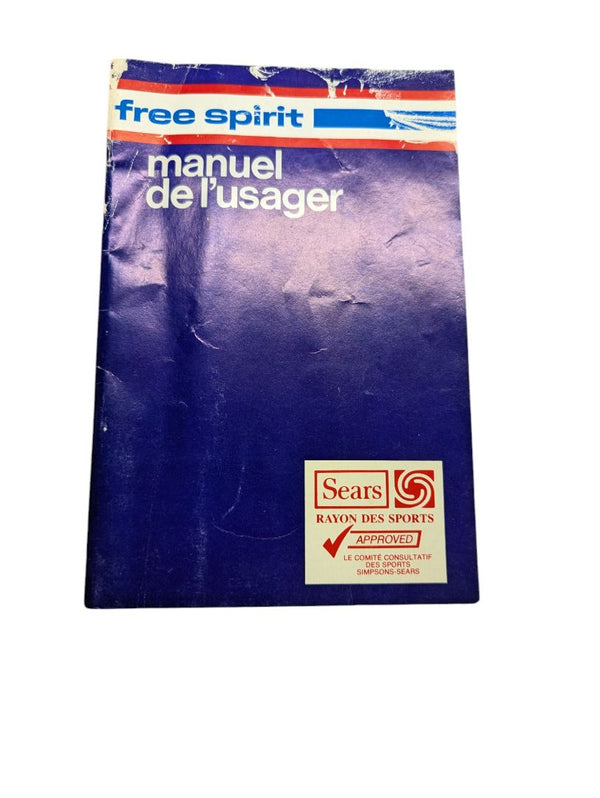 free spirit
manuel
de l'usager
Sears
RAYON DES SPORTS
APPROVED
LE COMITÉ CONSULTATIF
DES SPORTS
SIMPSONS-SEARS